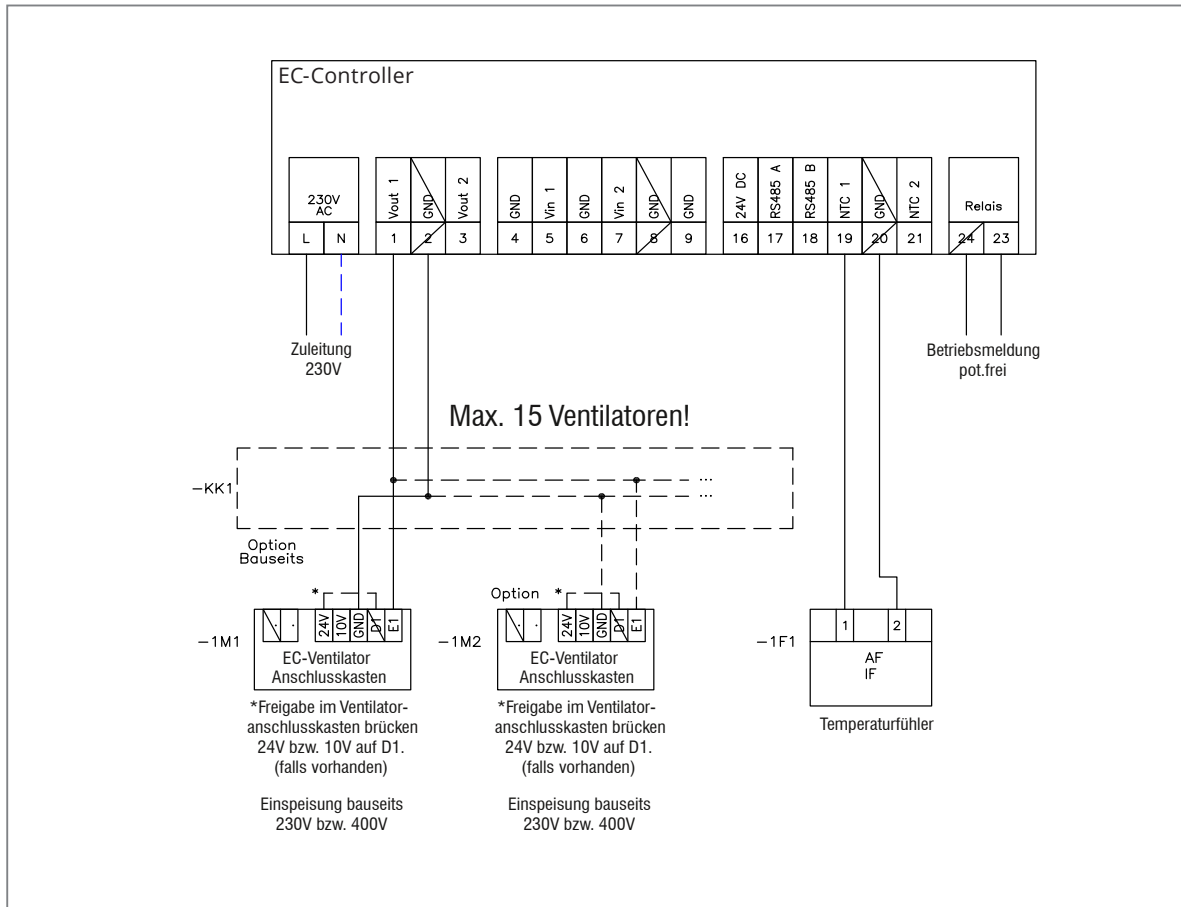 EC-Controller
230V
AC
L N
Vout 1 GND Vout 2
1 2 3
GND Vin 1 GND Vin 2 GND GND
4 5 6 7 8 9
24V DC RS485 A RS485 B NTC 1 GND NTC 2
16 17 18 19 20 21
Relais
24 23
Zuleitung
230V
Betriebsmeldung
pot.frei
Max. 15 Ventilatoren!
-KK1
...
...
Option
Bauseits
-1M1
*
. . 24V 10V GND D1 E1
EC-Ventilator
Anschlusskasten
*Freigabe im Ventilator-
anschlusskasten brücken
24V bzw. 10V auf D1.
(falls vorhanden)
Einspeisung bauseits
230V bzw. 400V
Option *
-1M2
. . 24V 10V GND D1 E1
EC-Ventilator
Anschlusskasten
*Freigabe im Ventilator-
anschlusskasten brücken
24V bzw. 10V auf D1.
(falls vorhanden)
Einspeisung bauseits
230V bzw. 400V
-1F1
1 2
AF
IF
Temperaturfühler